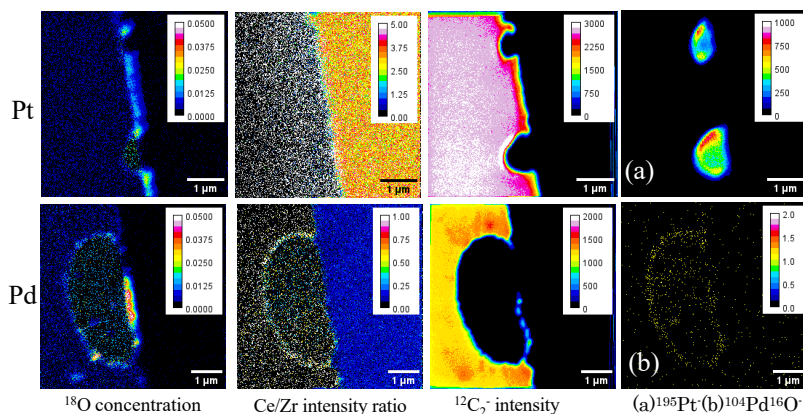 0.0500
0.0375
0.0250
0.0125
0.0000
1 μm
5.00
3.75
2.50
1.25
0.00
1 μm
3000
2250
1500
750
0
1 μm
1000
750
500
250
0
(a)
1 μm
Pt
0.0500
0.0375
0.0250
0.0125
0.0000
1 μm
1.00
0.75
0.50
0.25
0.00
1 μm
2000
1500
1000
500
0
1 μm
2.0
1.5
1.0
0.5
0.0
(b)
1 μm
Pd
¹⁸O concentration
Ce/Zr intensity ratio
¹²C₂⁻ intensity
(a)¹⁹⁵Pt⁻(b)¹⁰⁴Pd¹⁶O⁻